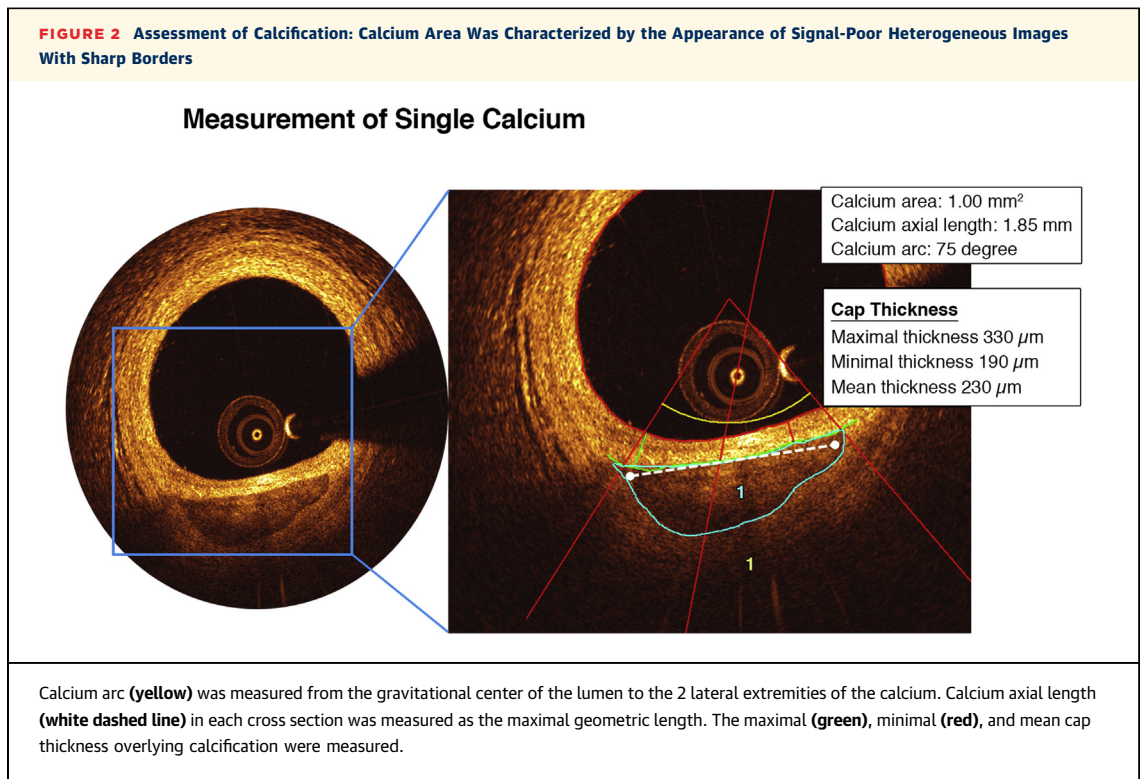 FIGURE 2 Assessment of Calcification: Calcium Area Was Characterized by the Appearance of Signal-Poor Heterogeneous Images
With Sharp Borders
Measurement of Single Calcium
Calcium area: 1.00 mm²
Calcium axial length: 1.85 mm
Calcium arc: 75 degree
Cap Thickness
Maximal thickness 330 µm
Minimal thickness 190 µm
Mean thickness 230 µm
1
1
Calcium arc (yellow) was measured from the gravitational center of the lumen to the 2 lateral extremities of the calcium. Calcium axial length
(white dashed line) in each cross section was measured as the maximal geometric length. The maximal (green), minimal (red), and mean cap
thickness overlying calcification were measured.